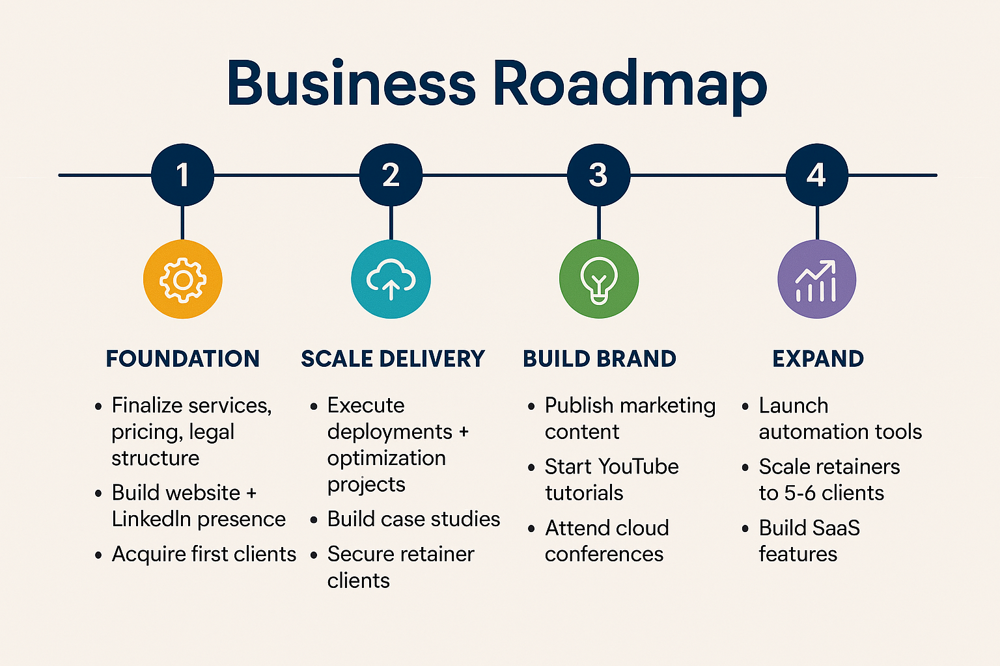 Business Roadmap
1
2
3
4
FOUNDATION
• Finalize services,
pricing, legal
structure
• Build website +
LinkedIn presence
• Acquire first clients
SCALE DELIVERY
• Execute
deployments +
optimization
projects
• Build case studies
• Secure retainer
clients
BUILD BRAND
• Publish marketing
content
• Start YouTube
tutorials
• Attend cloud
conferences
EXPAND
• Launch
automation tools
• Scale retainers
to 5-6 clients
• Build SaaS
features